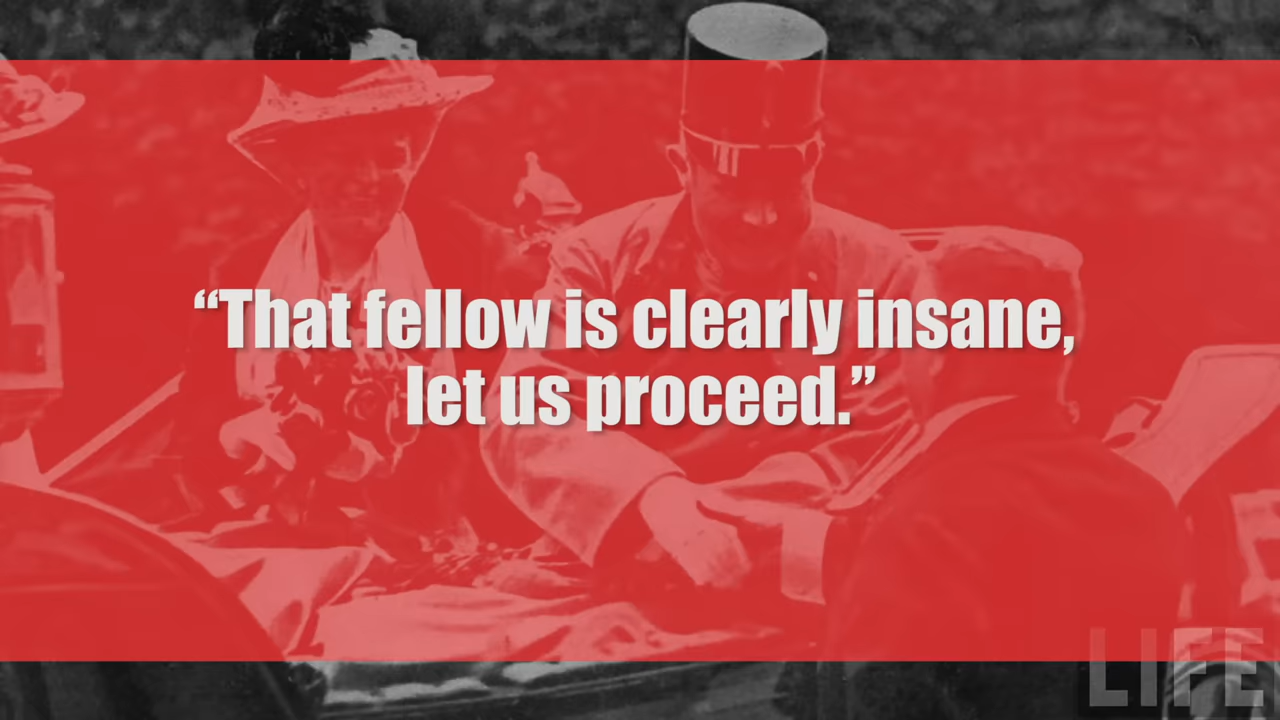 “That fellow is clearly insane,
let us proceed.”
LIFE